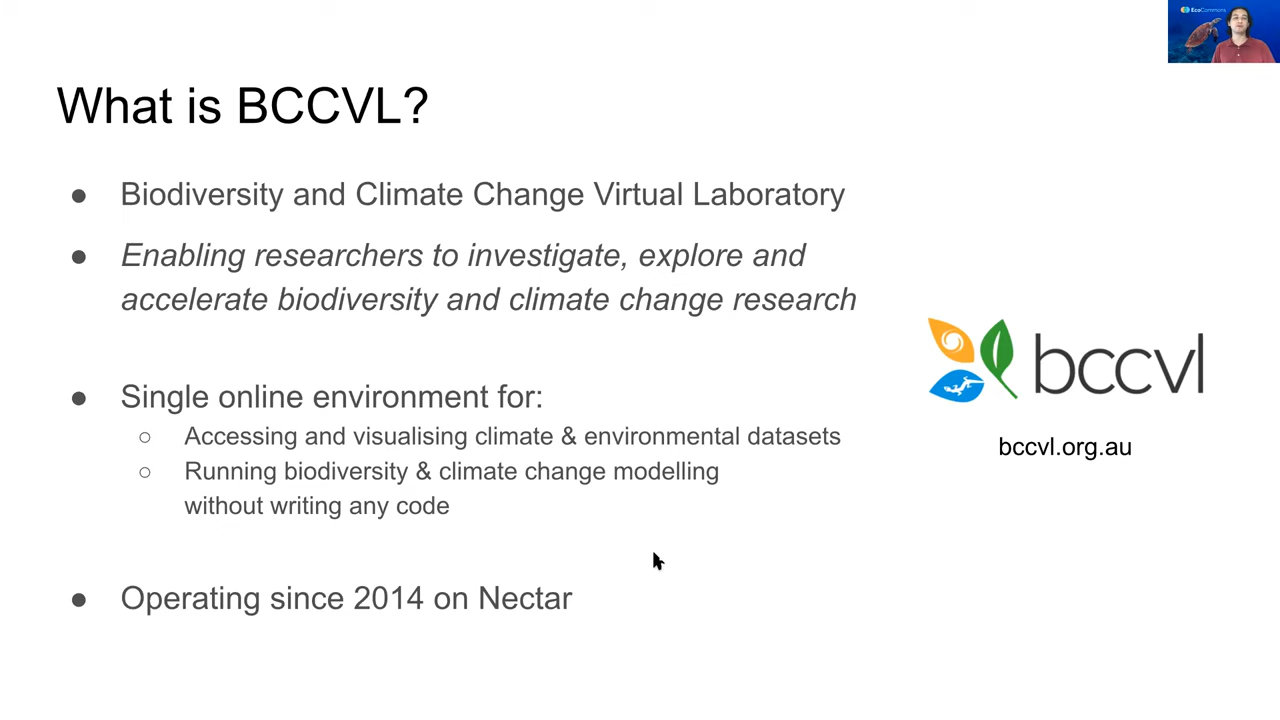 EcoCommons
What is BCCVL?
● Biodiversity and Climate Change Virtual Laboratory
● Enabling researchers to investigate, explore and
accelerate biodiversity and climate change research
● Single online environment for:
○ Accessing and visualising climate & environmental datasets
○ Running biodiversity & climate change modelling
without writing any code
● Operating since 2014 on Nectar
bccvl
bccvl.org.au